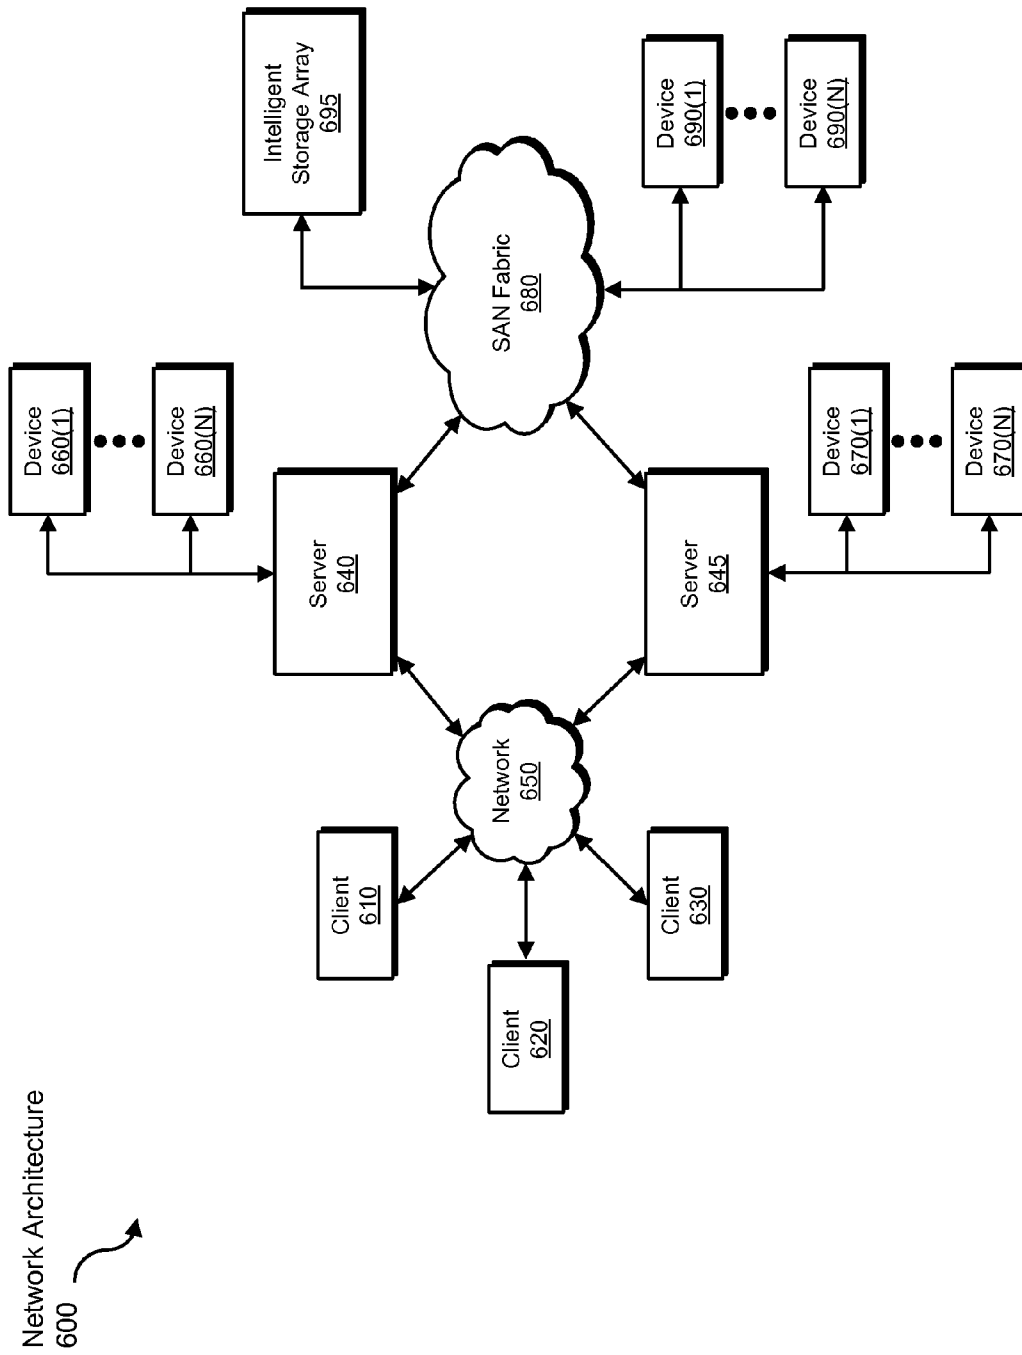 Network Architecture
600
Device
660(1)
Device
660(N)
Intelligent
Storage Array
695
Server
640
Client
610
Client
620
Network
650
SAN Fabric
680
Device
690(1)
Device
690(N)
Client
630
Server
645
Device
670(1)
Device
670(N)